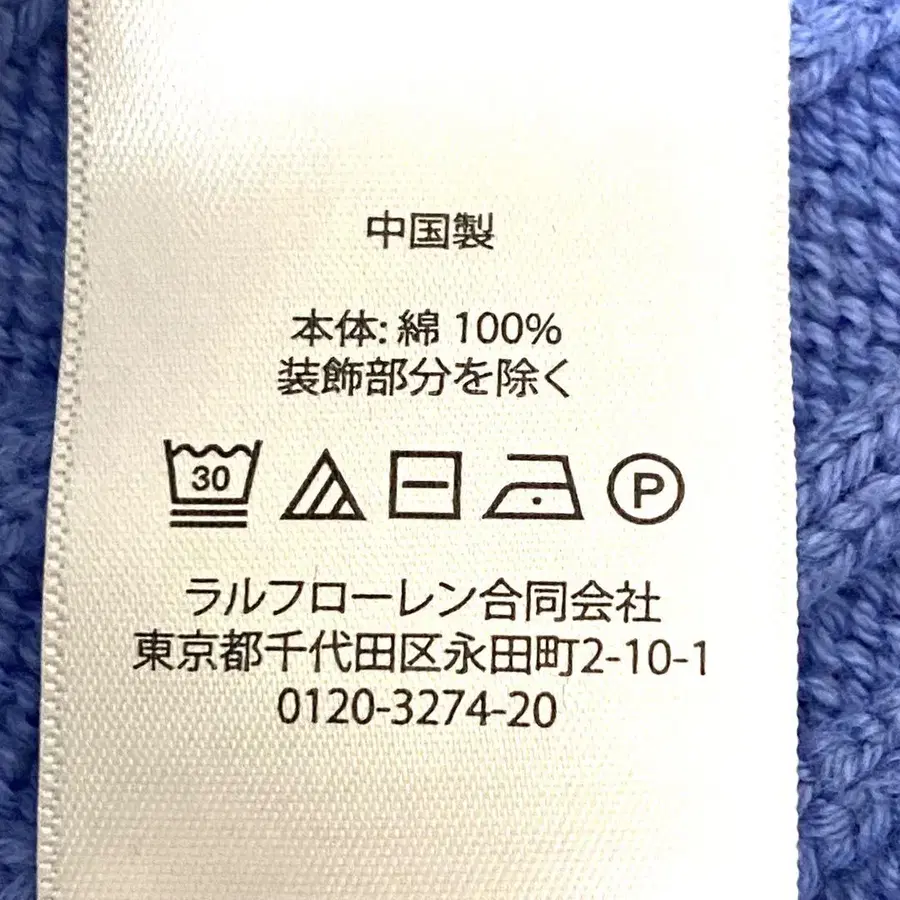 中国製
本体: 綿 100%
装飾部分を除く
30
P
ラルフローレン合同会社
東京都千代田区永田町2-10-1
0120-3274-20